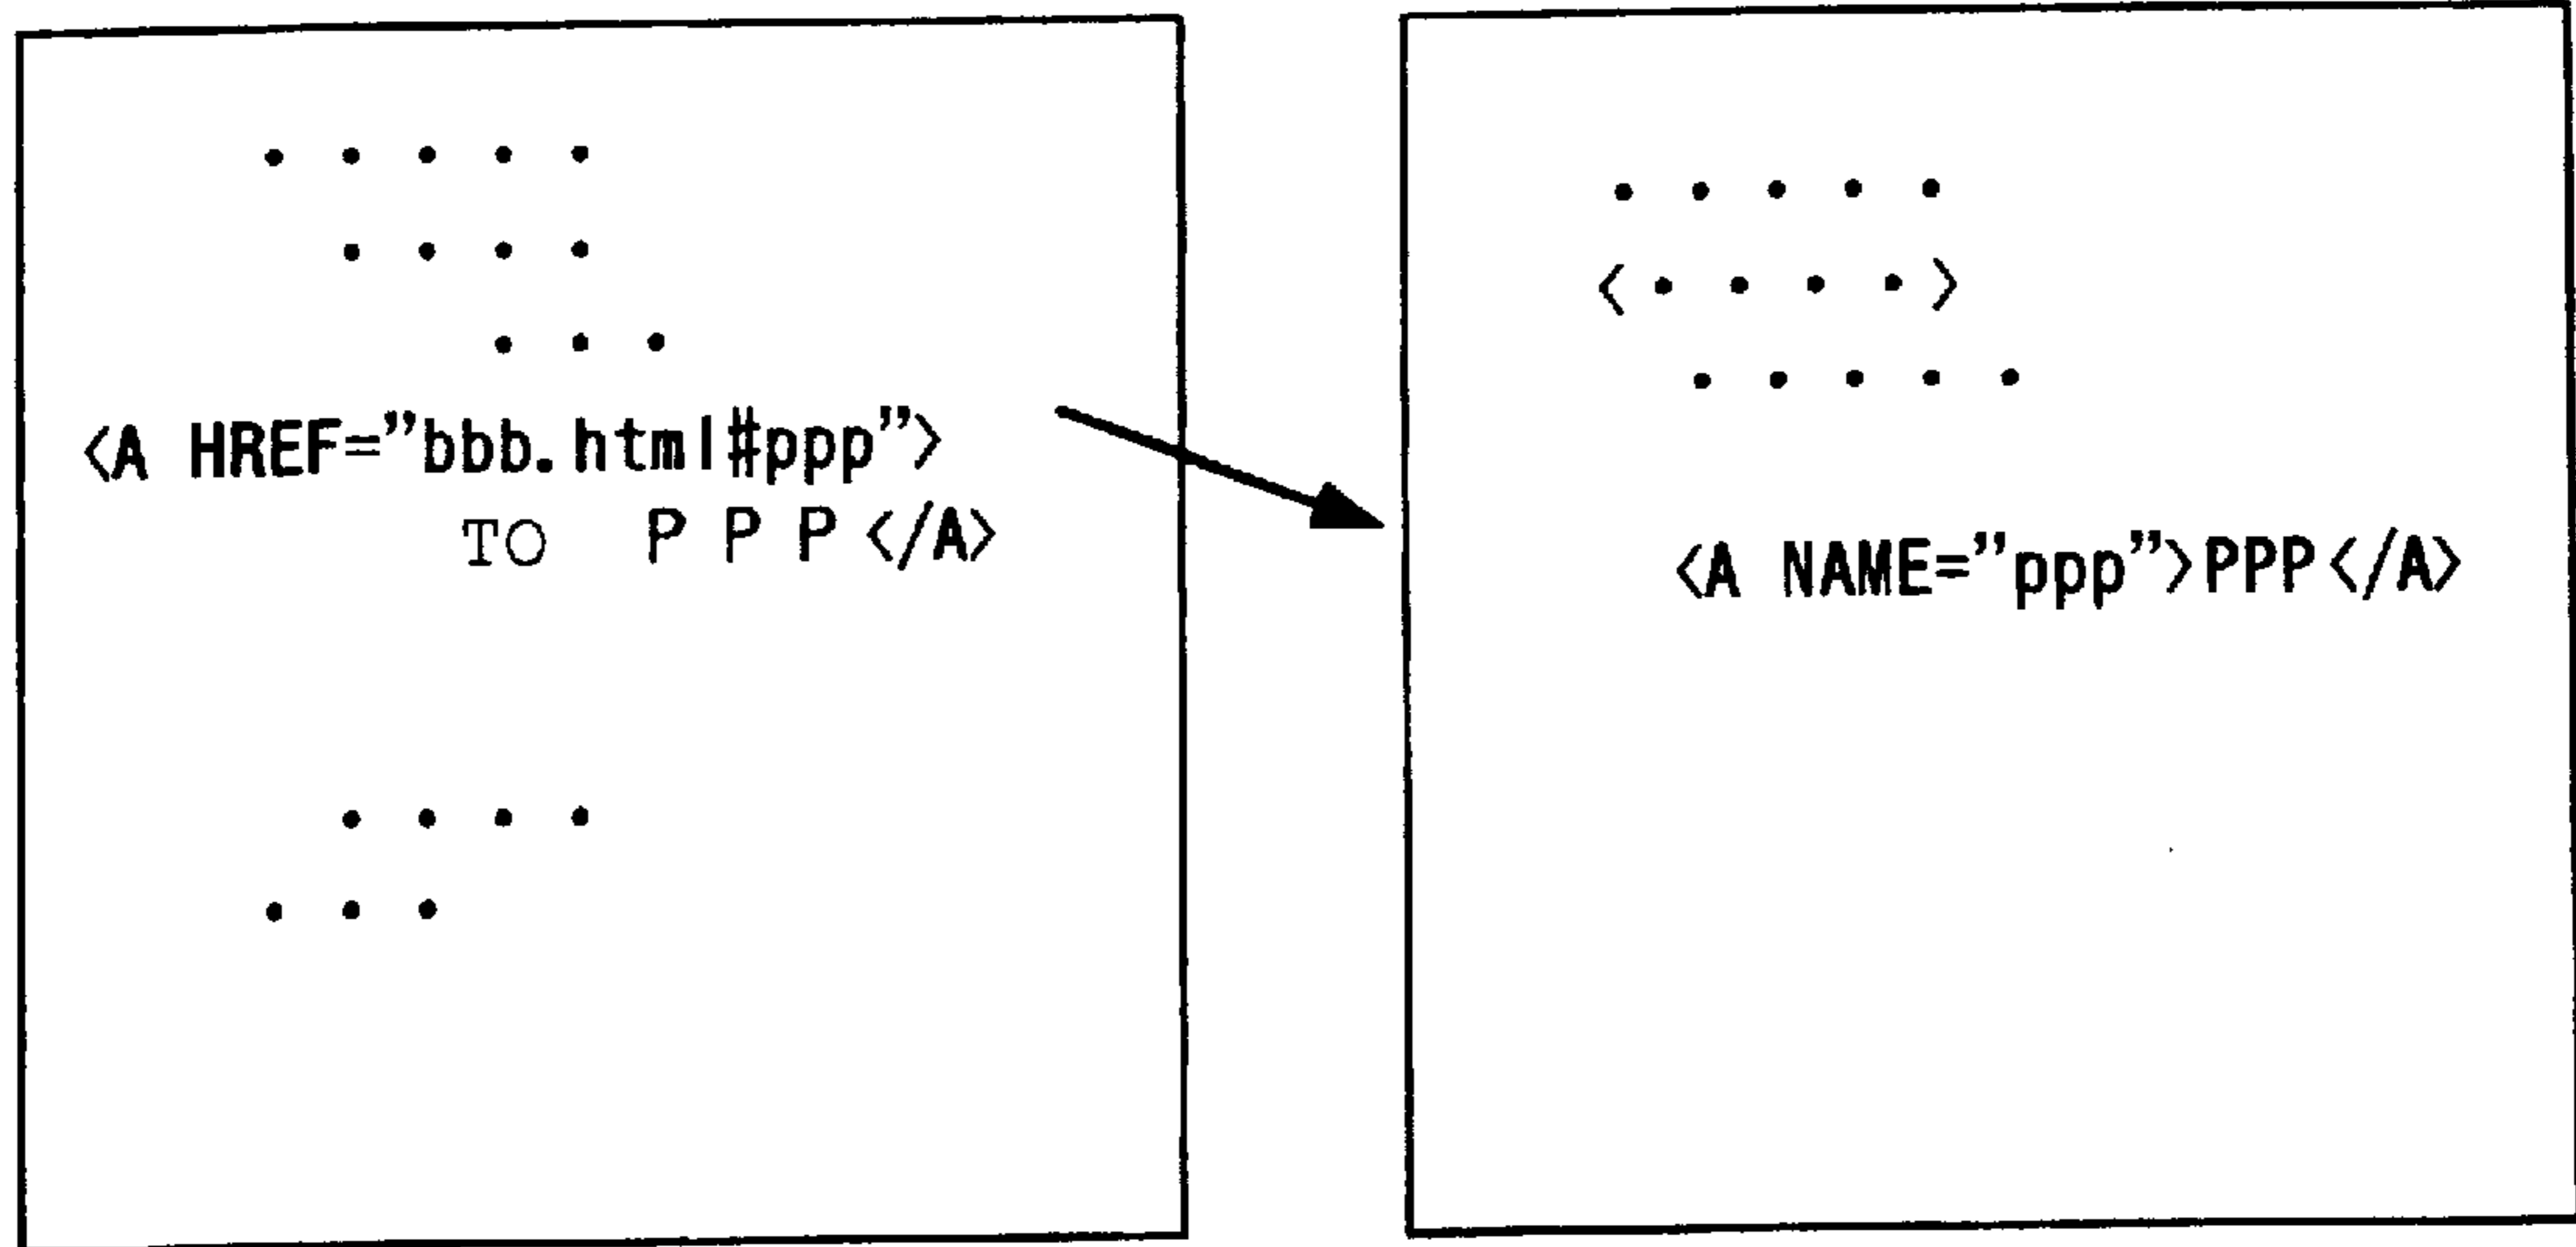 • • • • •
• • • •
• • •
<A HREF="bbb.html#ppp">
TO P P P</A>
• • • •
• • •
• • • • •
<• • • •>
• • • • •
<A NAME="ppp">PPP</A>